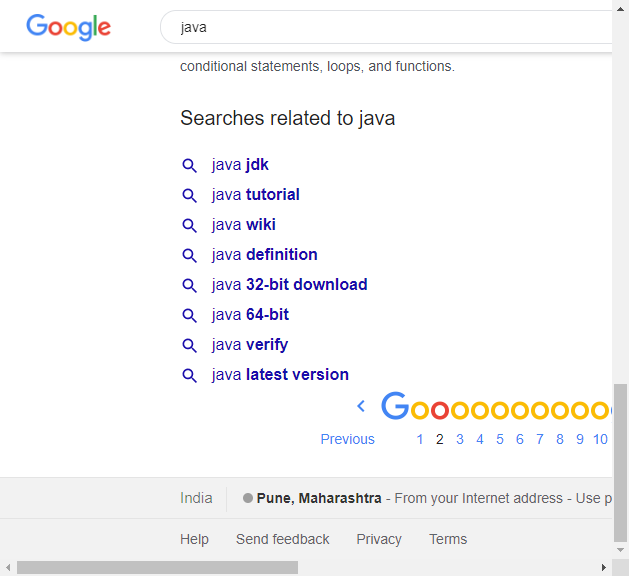 Google
java
conditional statements, loops, and functions.
Searches related to java
java jdk
java tutorial
java wiki
java definition
java 32-bit download
java 64-bit
java verify
java latest version
Goooooooooo
Previous 1 2 3 4 5 6 7 8 9 10
India Pune, Maharashtra - From your Internet address - Use p
Help Send feedback Privacy Terms